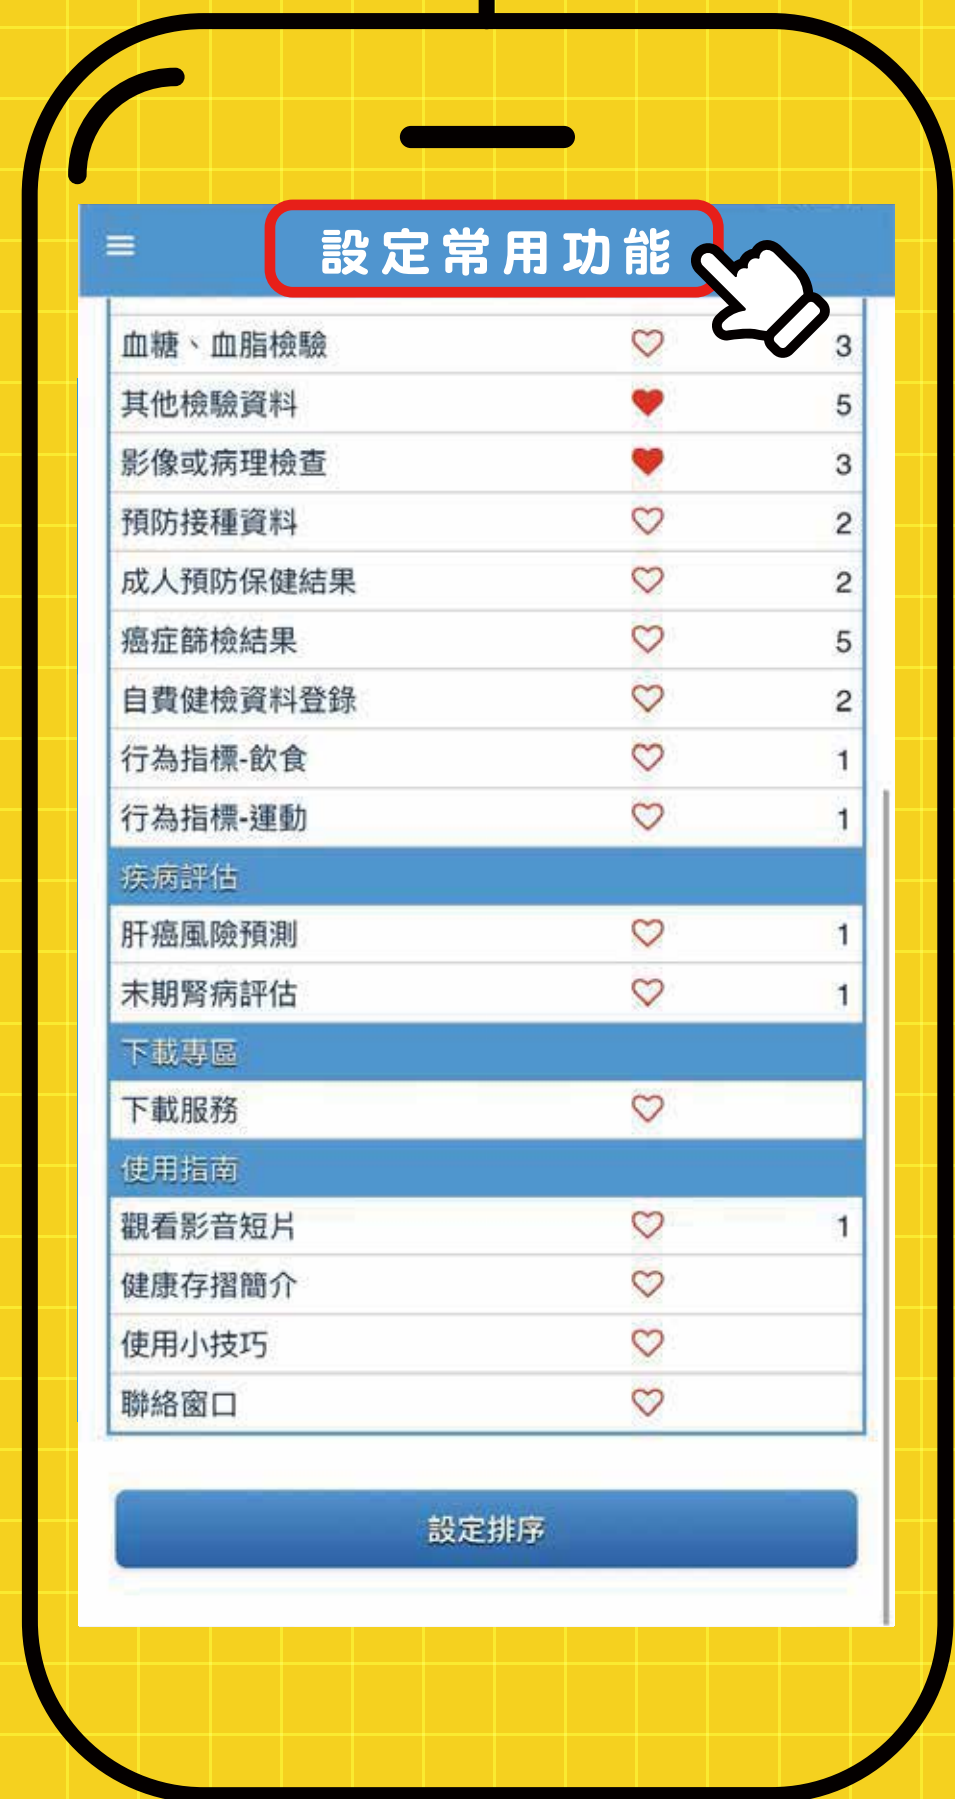 設定常用功能
血糖、血脂檢驗 3
其他檢驗資料 5
影像或病理檢查 3
預防接種資料 2
成人預防保健結果 2
癌症篩檢結果 5
自費健檢資料登錄 2
行為指標-飲食 1
行為指標-運動 1
疾病評估
肝癌風險預測 1
末期腎病評估 1
下載專區
下載服務
使用指南
觀看影音短片 1
健康存摺簡介
使用小技巧
聯絡窗口
設定排序